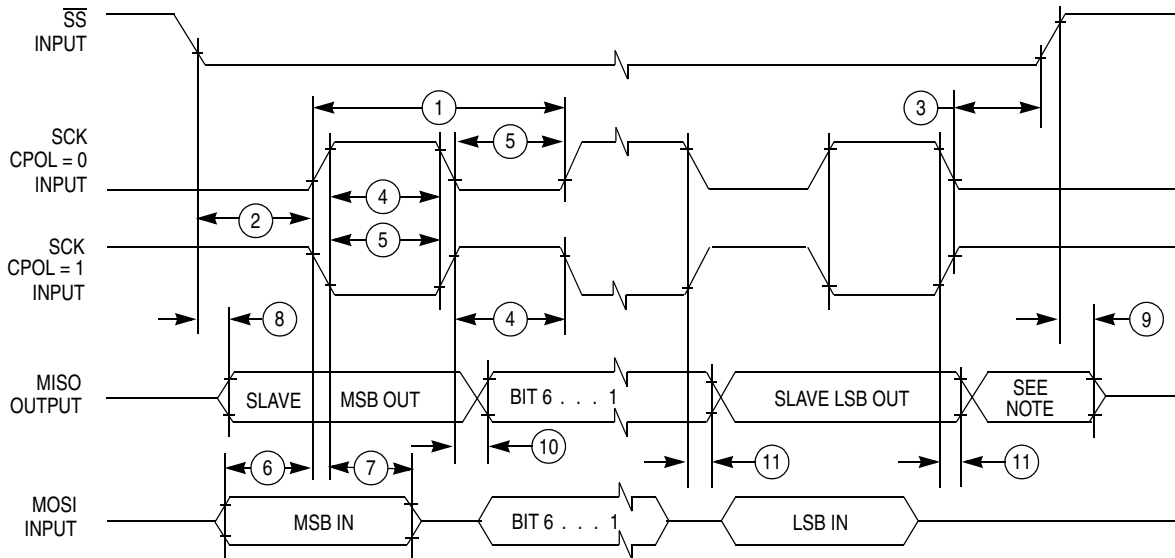 SS
INPUT
1
3
SCK
CPOL = 0
INPUT
5
4
2
SCK
CPOL = 1
INPUT
5
4
8
9
MISO
OUTPUT
SLAVE
MSB OUT
BIT 6 . . . 1
SLAVE LSB OUT
SEE
NOTE
10
11
11
6
7
MOSI
INPUT
MSB IN
BIT 6 . . . 1
LSB IN